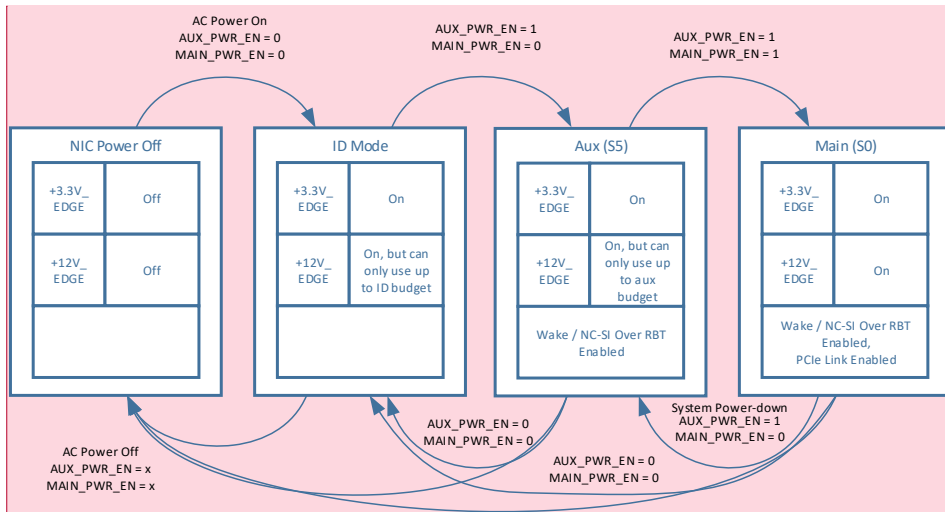 AC Power On
AUX_PWR_EN = 0
MAIN_PWR_EN = 0
AUX_PWR_EN = 1
MAIN_PWR_EN = 0
AUX_PWR_EN = 1
MAIN_PWR_EN = 1
NIC Power Off
+3.3V_
EDGE
Off
+12V_
EDGE
Off
ID Mode
+3.3V_
EDGE
On
+12V_
EDGE
On, but can
only use up
to ID budget
Aux (S5)
+3.3V_
EDGE
On
+12V_
EDGE
On, but can
only use up
to aux
budget
Wake / NC-SI Over RBT
Enabled
Main (S0)
+3.3V_
EDGE
On
+12V_
EDGE
On
Wake / NC-SI Over RBT
Enabled,
PCIe Link Enabled
AC Power Off
AUX_PWR_EN = x
MAIN_PWR_EN = x
AUX_PWR_EN = 0
MAIN_PWR_EN = 0
AUX_PWR_EN = 0
MAIN_PWR_EN = 0
System Power-down
AUX_PWR_EN = 1
MAIN_PWR_EN = 0